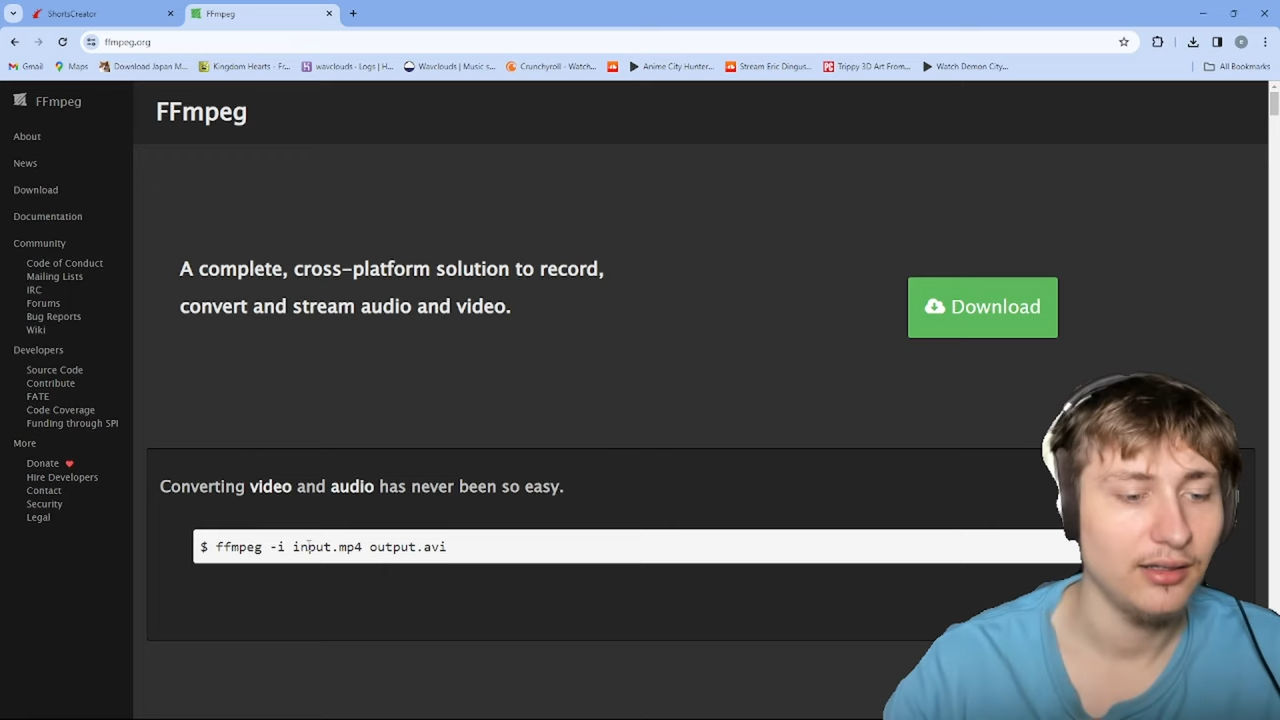 ShortsCreator
FFmpeg
ffmpeg.org
Gmail
Maps
Download Japan M...
Kingdom Hearts - Fr...
wavclouds - Logs | H...
Wavclouds | Music s...
Crunchyroll - Watch...
Anime City Hunter...
Stream Eric Dingus...
Trippy 3D Art From...
Watch Demon City...
All Bookmarks
FFmpeg
About
News
Download
Documentation
Community
Code of Conduct
Mailing Lists
IRC
Forums
Bug Reports
Wiki
Developers
Source Code
Contribute
FATE
Code Coverage
Funding through SPI
More
Donate
Hire Developers
Contact
Security
Legal
FFmpeg
A complete, cross-platform solution to record,
convert and stream audio and video.
Download
Converting video and audio has never been so easy.
$ ffmpeg -i input.mp4 output.avi